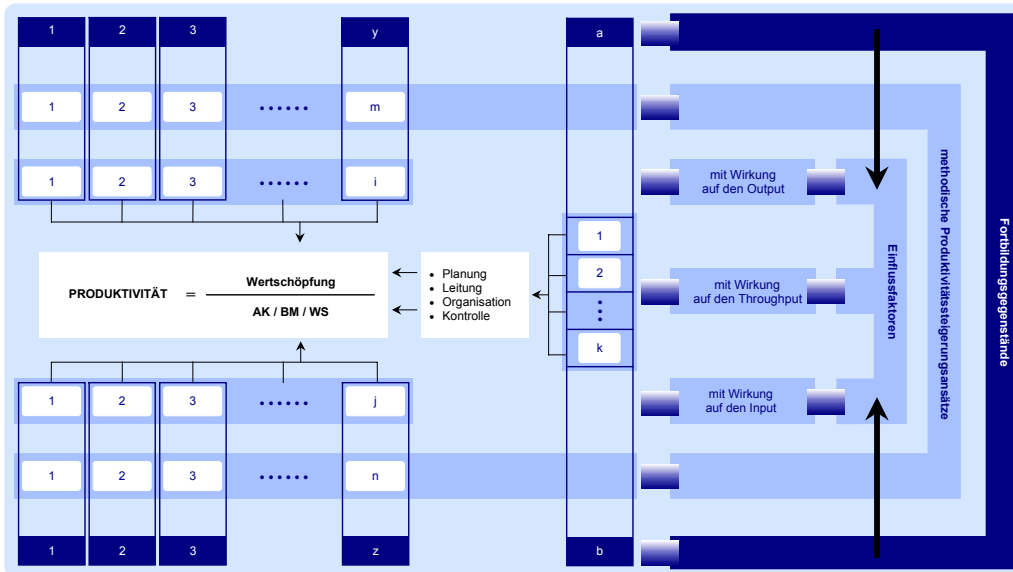 1 2 3 y a
1 2 3 •••••• m
1 2 3 •••••• i
mit Wirkung
auf den Output
1
2
•••
k
PRODUKTIVITÄT = Wertschöpfung
AK / BM / WS
• Planung
• Leitung
• Organisation
• Kontrolle
mit Wirkung
auf den Throughput
Einflussfaktoren
methodische Produktivitätssteigerungsansätze
Fortbildungsgegenstände
1 2 3 •••••• j
mit Wirkung
auf den Input
1 2 3 •••••• n
1 2 3 z b